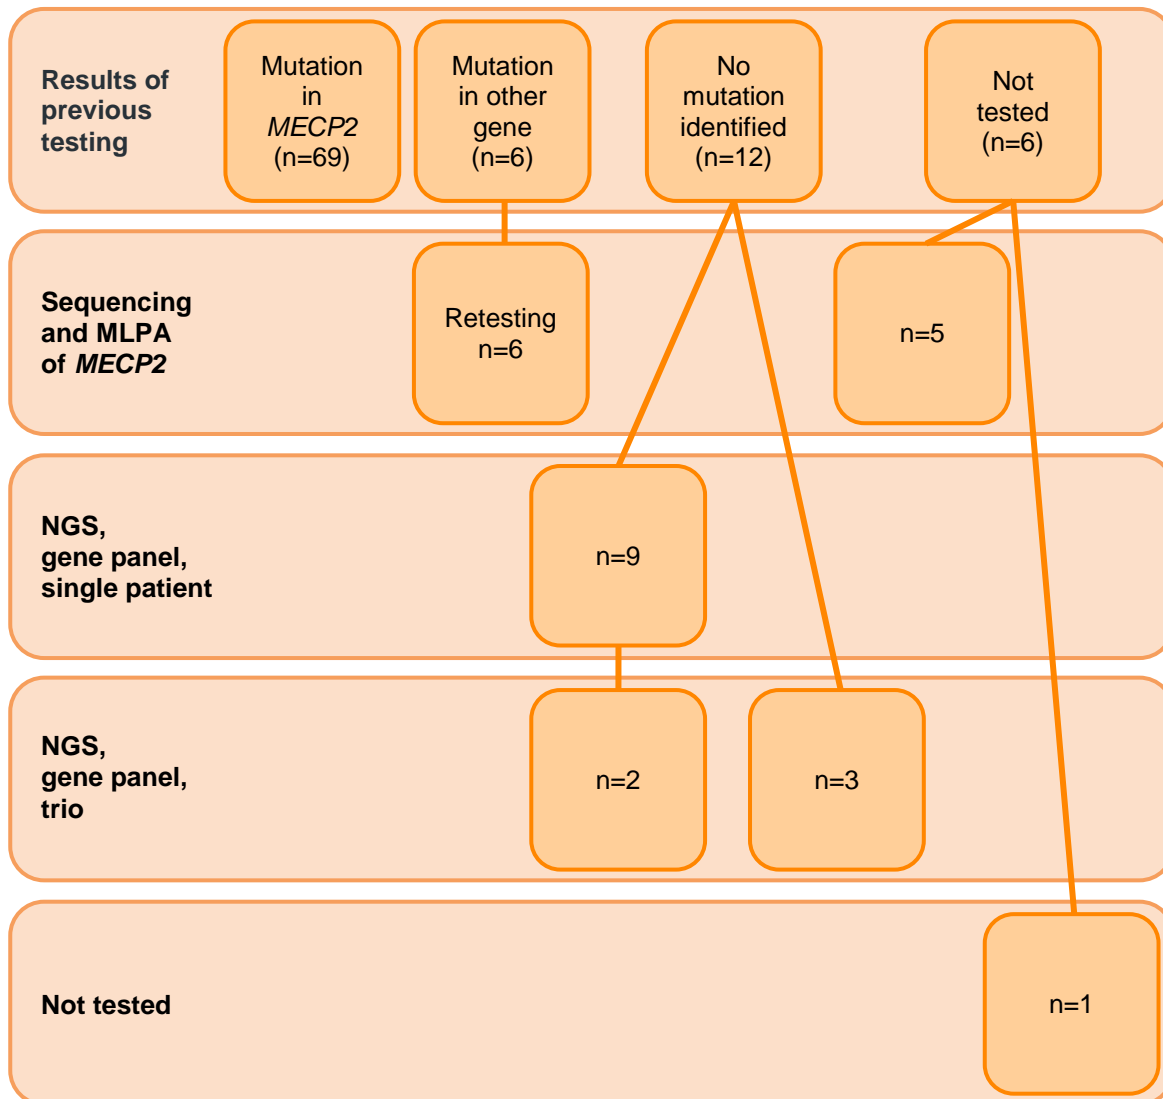 Results of
previous
testing
Mutation
in
MECP2
(n=69)
Mutation
in other
gene
(n=6)
No
mutation
identified
(n=12)
Not
tested
(n=6)
Sequencing
and MLPA
of MECP2
Retesting
n=6
n=5
NGS,
gene panel,
single patient
n=9
NGS,
gene panel,
trio
n=2
n=3
Not tested
n=1